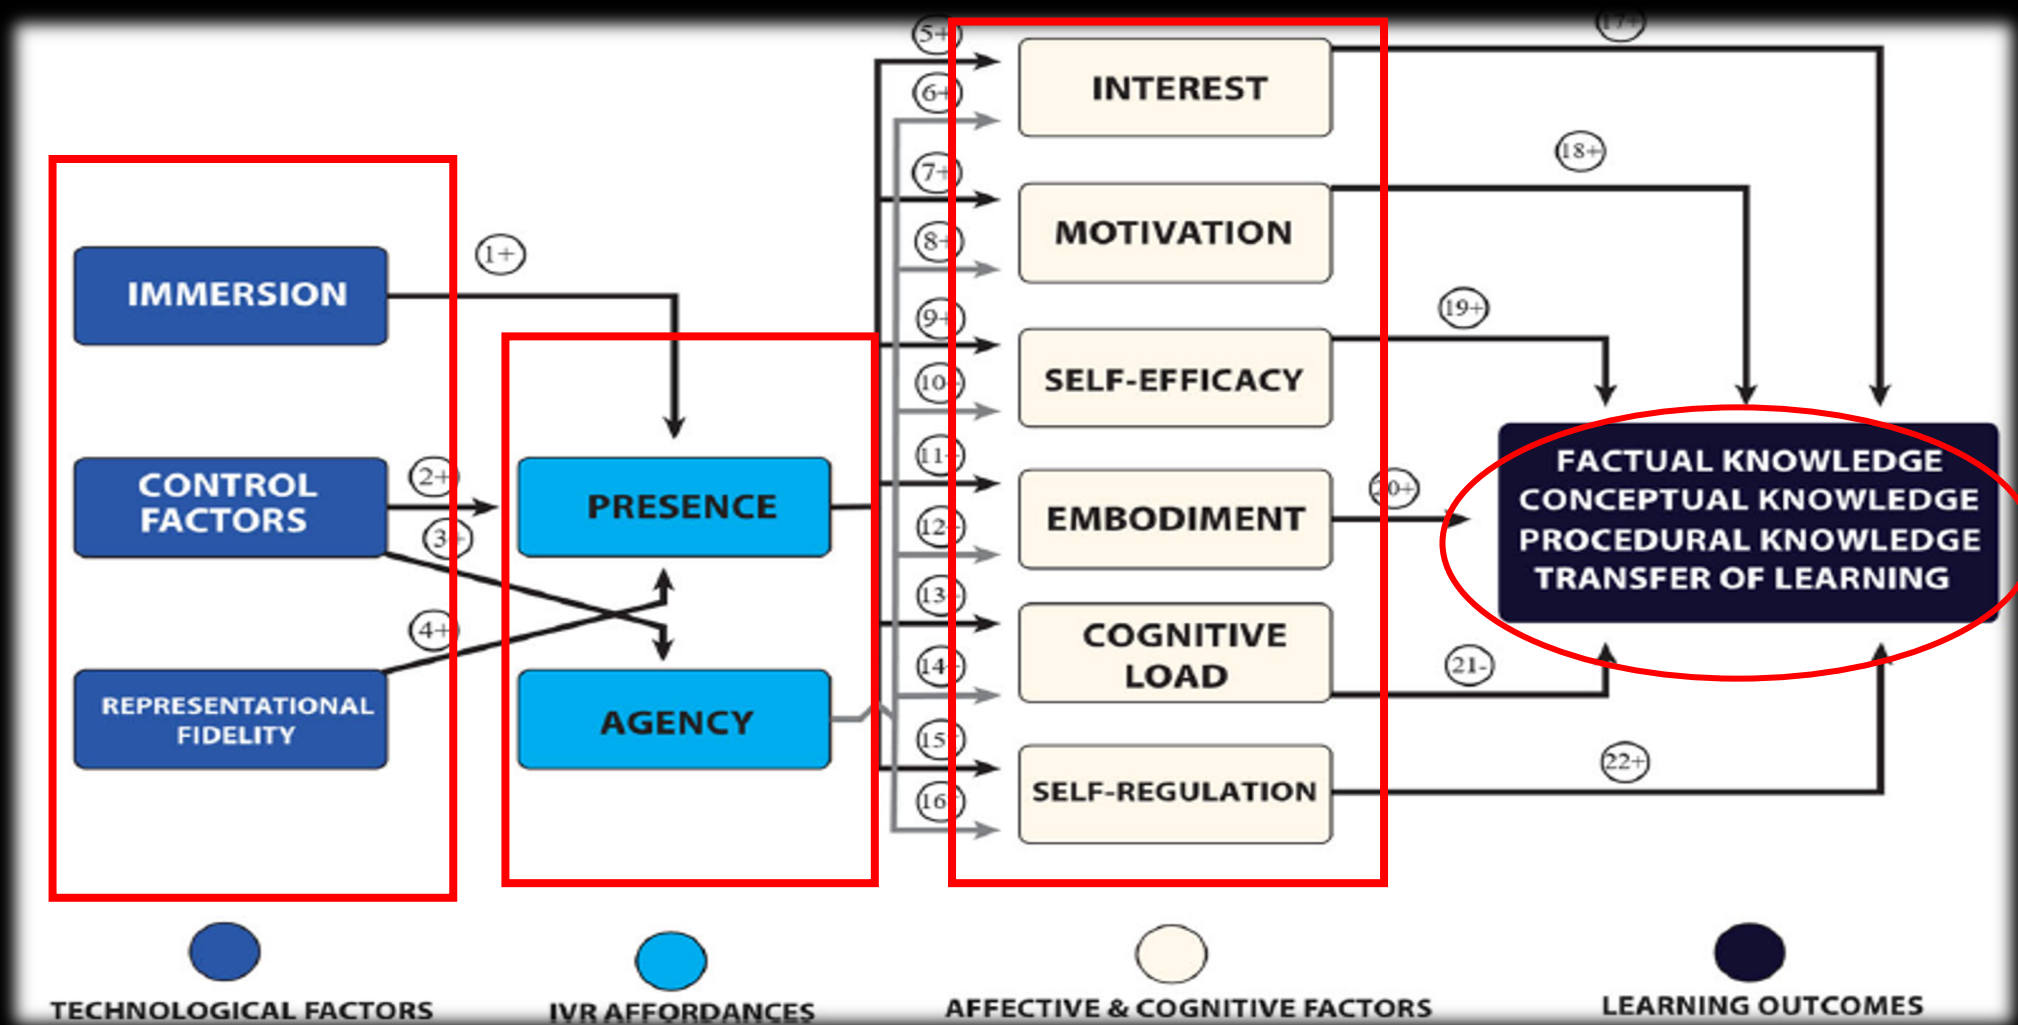 5+
17+
INTEREST
6+
18+
7+
MOTIVATION
8+
1+
IMMERSION
9+
19+
SELF-EFFICACY
CONTROL
FACTORS
2+
3+
PRESENCE
EMBODIMENT
20+
FACTUAL KNOWLEDGE
CONCEPTUAL KNOWLEDGE
PROCEDURAL KNOWLEDGE
TRANSFER OF LEARNING
4+
COGNITIVE
LOAD
21-
REPRESENTATIONAL
FIDELITY
AGENCY
SELF-REGULATION
22+
10
11
12
13
14
15
16
TECHNOLOGICAL FACTORS
IVR AFFORDANCES
AFFECTIVE & COGNITIVE FACTORS
LEARNING OUTCOMES